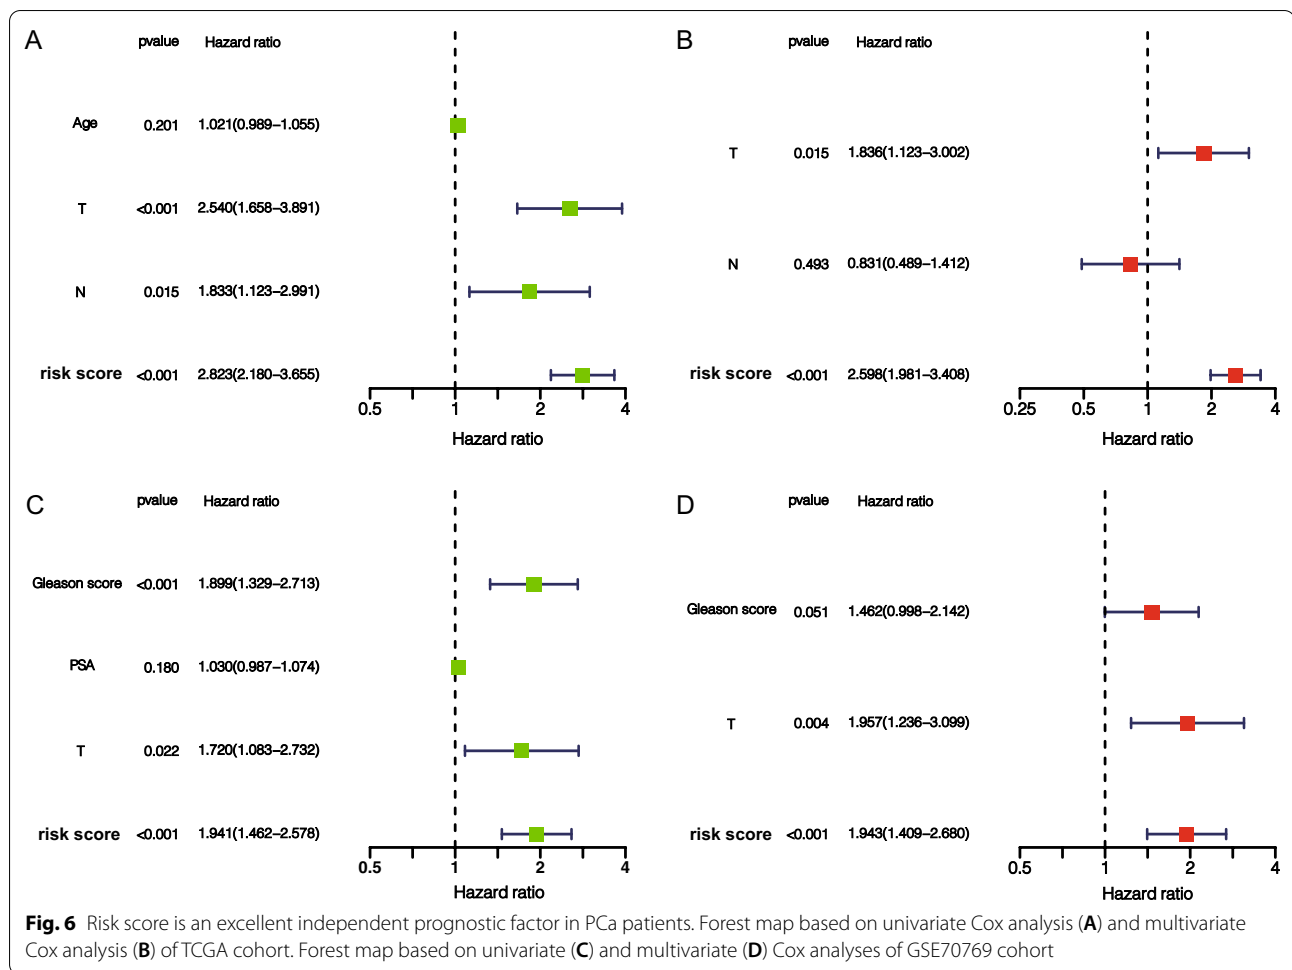 A
pvalue Hazard ratio
Age 0.201 1.021(0.989–1.055)
T <0.001 2.540(1.658–3.891)
N 0.015 1.833(1.123–2.991)
risk score <0.001 2.823(2.180–3.655)
0.5 1 2 4
Hazard ratio
B
pvalue Hazard ratio
T 0.015 1.836(1.123–3.002)
N 0.493 0.831(0.489–1.412)
risk score <0.001 2.598(1.981–3.408)
0.25 0.5 1 2 4
Hazard ratio
C
pvalue Hazard ratio
Gleason score <0.001 1.899(1.329–2.713)
PSA 0.180 1.030(0.987–1.074)
T 0.022 1.720(1.083–2.732)
risk score <0.001 1.941(1.462–2.578)
0.5 1 2 4
Hazard ratio
D
pvalue Hazard ratio
Gleason score 0.051 1.462(0.998–2.142)
T 0.004 1.957(1.236–3.099)
risk score <0.001 1.943(1.409–2.680)
0.5 1 2 4
Hazard ratio
Fig. 6 Risk score is an excellent independent prognostic factor in PCa patients. Forest map based on univariate Cox analysis (A) and multivariate
Cox analysis (B) of TCGA cohort. Forest map based on univariate (C) and multivariate (D) Cox analyses of GSE70769 cohort